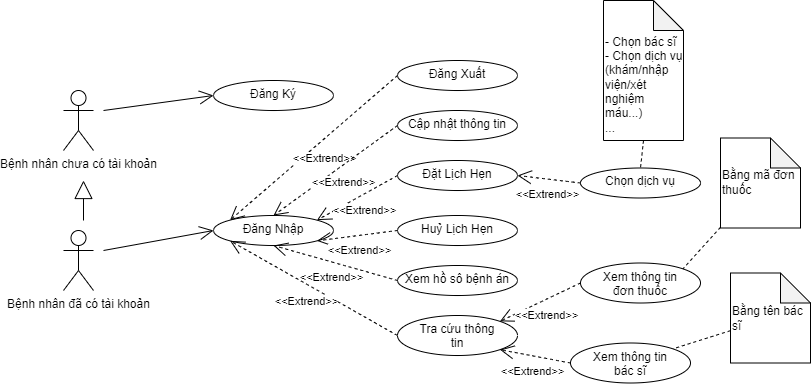 - Chọn bác sĩ
- Chọn dịch vụ
(khám/nhập
viện/xét
nghiệm
máu...)
...
Đăng Xuất
Đăng Ký
Cập nhật thông tin
Bệnh nhân chưa có tài khoản
<<Extrend>>
<<Extrend>>
Đặt Lịch Hẹn
<<Extrend>>
Chọn dịch vụ
Bằng mã đơn
thuốc
<<Extrend>>
Đăng Nhập
Huỷ Lịch Hẹn
<<Extrend>>
<<Extrend>>
Xem hồ sô bệnh án
Xem thông tin
đơn thuốc
Bệnh nhân đã có tài khoản
<<Extrend>>
<<Extrend>>
Bằng tên bác
sĩ
Tra cứu thông
tin
Xem thông tin
bác sĩ
<<Extrend>>